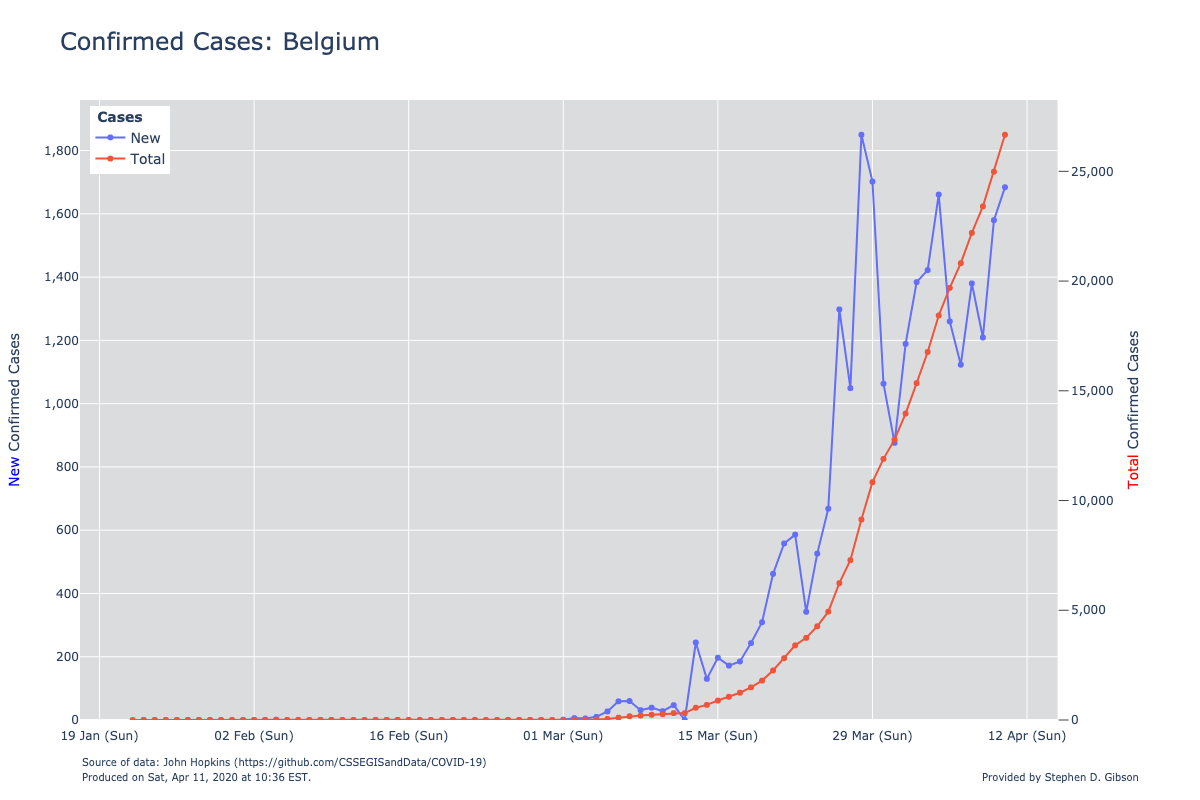 Confirmed Cases: Belgium
Cases
New
Total
1,800
1,600
1,400
1,200
1,000
800
600
400
200
0
New Confirmed Cases
25,000
20,000
15,000
10,000
5,000
0
Total Confirmed Cases
19 Jan (Sun) 02 Feb (Sun) 16 Feb (Sun) 01 Mar (Sun) 15 Mar (Sun) 29 Mar (Sun) 12 Apr (Sun)
Source of data: John Hopkins (https://github.com/CSSEGISandData/COVID-19)
Produced on Sat, Apr 11, 2020 at 10:36 EST.
Provided by Stephen D. Gibson